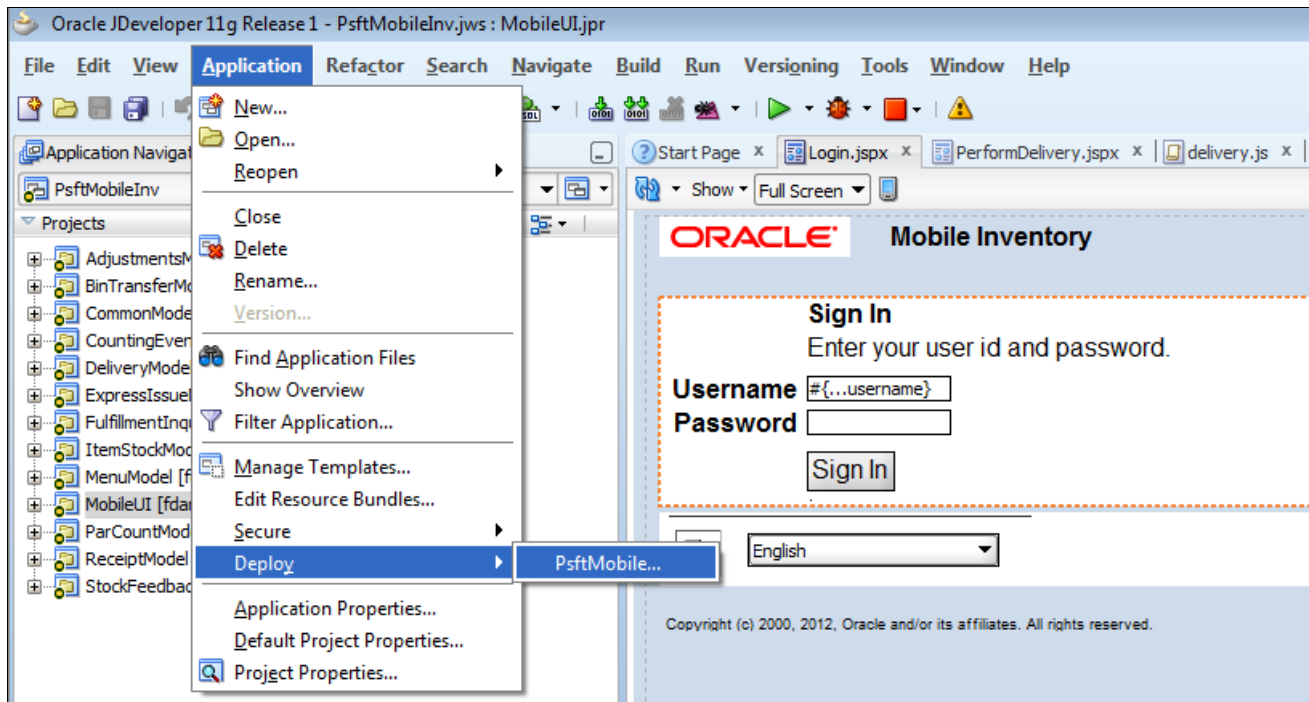 Oracle JDeveloper 11g Release 1 - PsftMobileInv.jws : MobileUI.jpr
File Edit View Application Refactor Search Navigate Build Run Versioning Tools Window Help
New...
Open...
Reopen
Close
Delete
Rename...
Version...
Find Application Files
Show Overview
Filter Application...
Manage Templates...
Edit Resource Bundles...
Secure
Deploy
PsftMobile...
Application Properties...
Default Project Properties...
Project Properties...
Application Navigat
PsftMobileInv
Projects
AdjustmentsM
BinTransferMo
CommonMode
CountingEven
DeliveryMode
ExpressIssue
FulfillmentInq
ItemStockMod
MenuModel [f
MobileUI [fda
ParCountMod
ReceiptModel
StockFeedbac
Start Page Login.jspx PerformDelivery.jspx delivery.js
Show Full Screen
ORACLE Mobile Inventory
Sign In
Enter your user id and password.
Username #{...username}
Password
Sign In
English
Copyright (c) 2000, 2012, Oracle and/or its affiliates. All rights reserved.